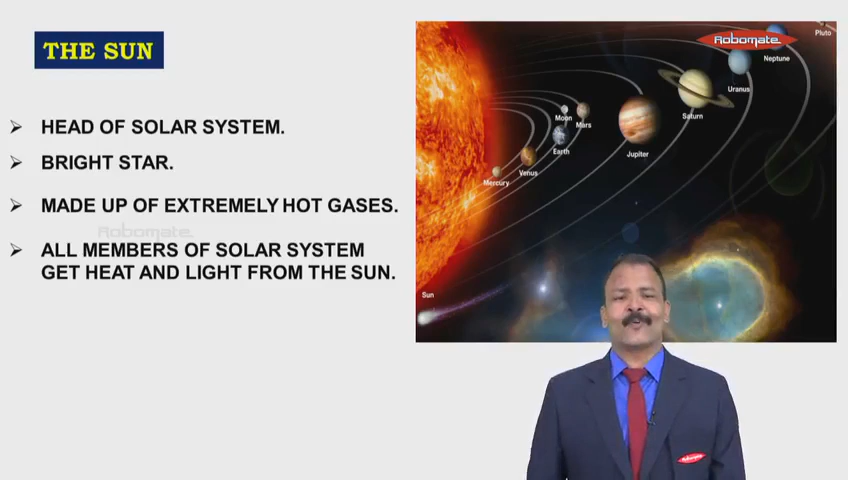 THE SUN
➢ HEAD OF SOLAR SYSTEM.
➢ BRIGHT STAR.
➢ MADE UP OF EXTREMELY HOT GASES.
Robomate
➢ ALL MEMBERS OF SOLAR SYSTEM
GET HEAT AND LIGHT FROM THE SUN.
Robomate
Pluto
Neptune
Uranus
Saturn
Moon
Mars
Earth
Jupiter
Venus
Mercury
Sun
Robomate